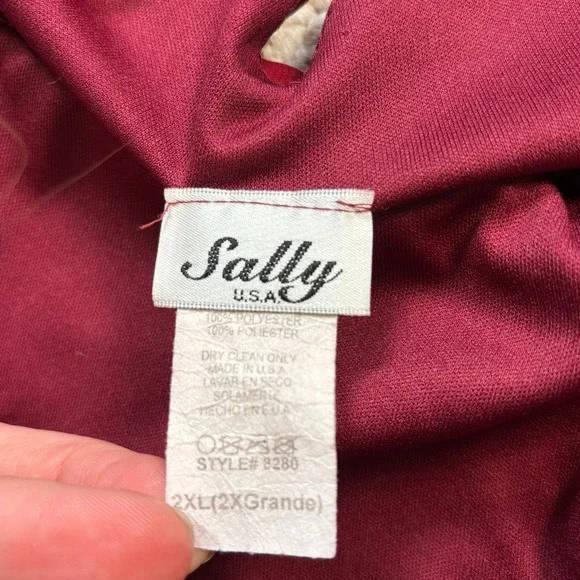 Sally
U.S.A
100% POLYESTER
100% POLIESTER
DRY CLEAN ONLY
MADE IN U.S.A
LAVAR EN SECO
SOLAMERTE
HECHO EN E.U.A.
STYLE# 8280
2XL(2XGrande)